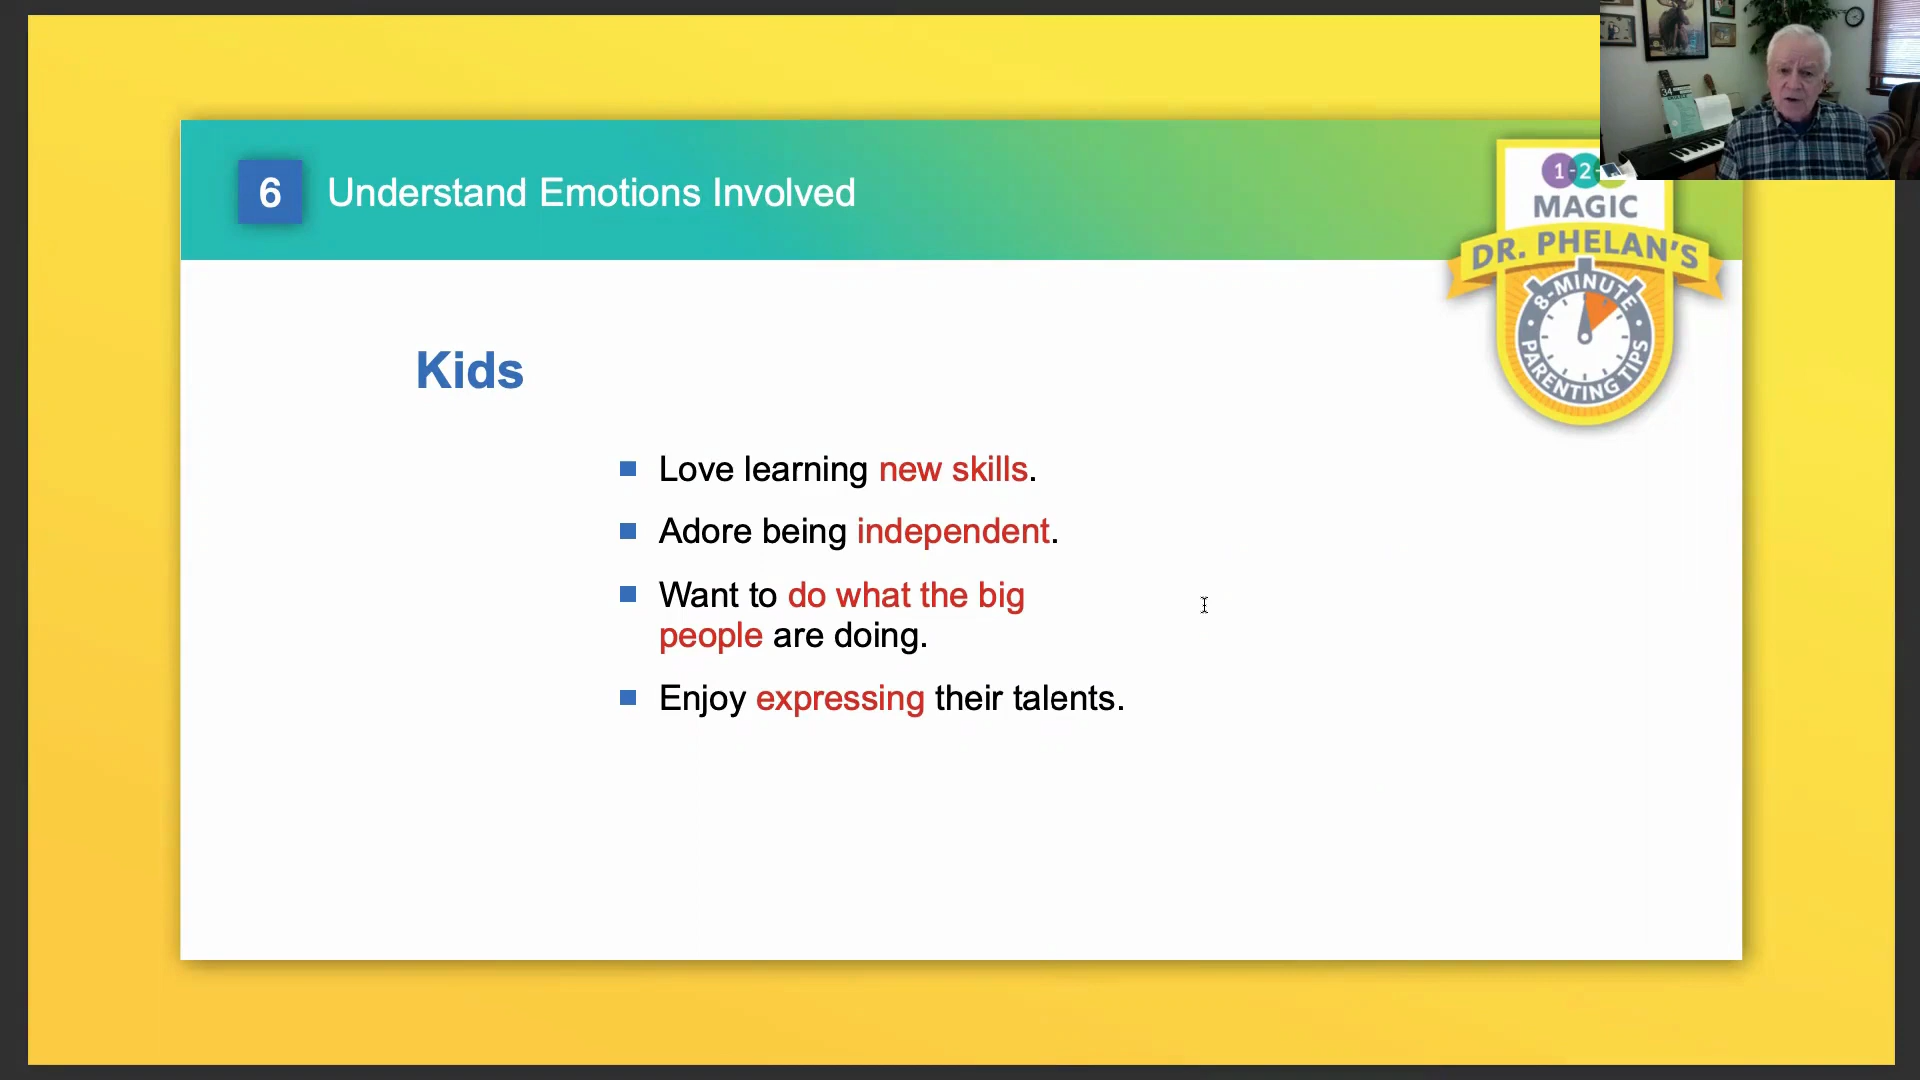 6 Understand Emotions Involved
1-2-
MAGIC
DR. PHELAN'S
8-MINUTE
PARENTING TIPS
Kids
Love learning new skills.
Adore being independent.
Want to do what the big
people are doing.
Enjoy expressing their talents.